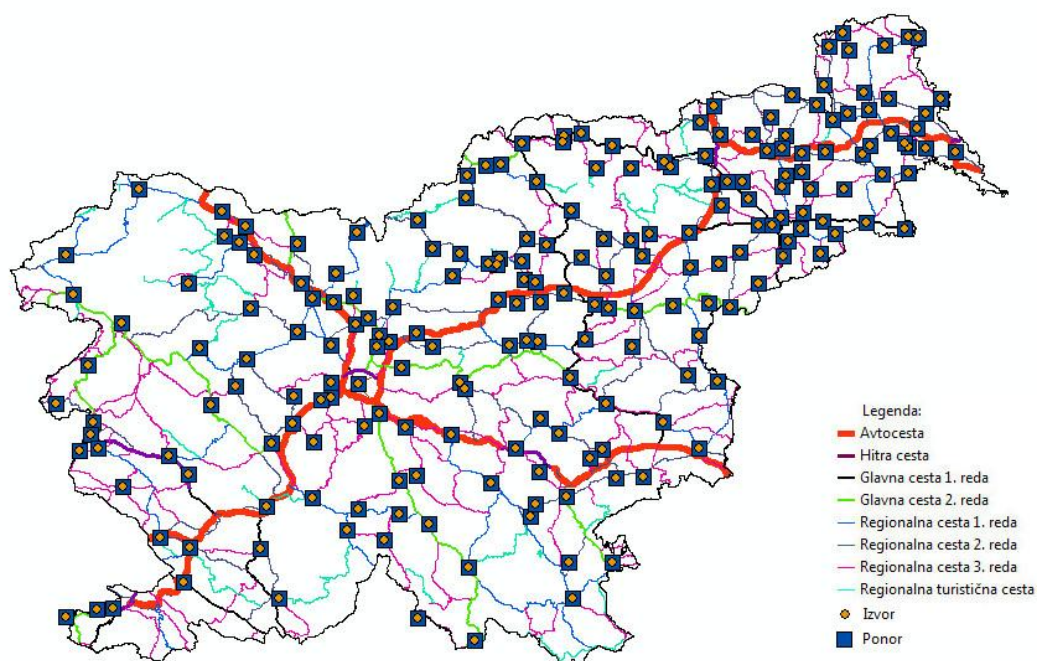 Legenda:
Avtocesta
Hitra cesta
Glavna cesta 1. reda
Glavna cesta 2. reda
Regionalna cesta 1. reda
Regionalna cesta 2. reda
Regionalna cesta 3. reda
Regionalna turistična cesta
Izvor
Ponor